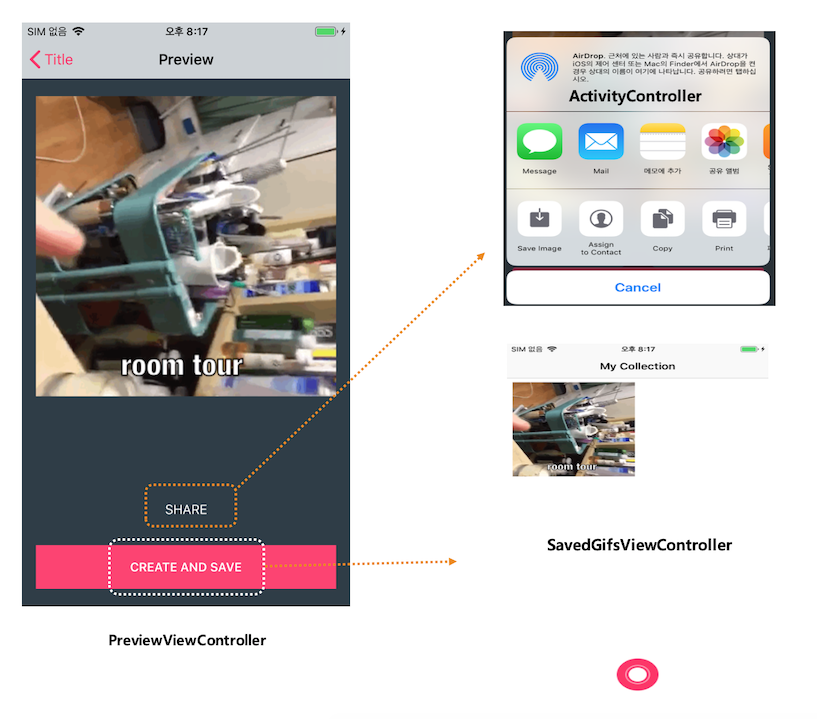 SIM 없음 오후 8:17
Title Preview
room tour
SHARE
CREATE AND SAVE
PreviewViewController
AirDrop. 근처에 있는 사람과 즉시 공유합니다. 상대가
iOS의 제어 센터 또는 Mac의 Finder에서 AirDrop을 켠
경우 상대의 이름이 여기에 나타납니다. 공유하려면 탭하십
시오.
ActivityController
Message Mail 메모에 추가 공유 앨범
Save Image Assign to Contact Copy Print
Cancel
SIM 없음 오후 8:17
My Collection
room tour
SavedGifsViewController